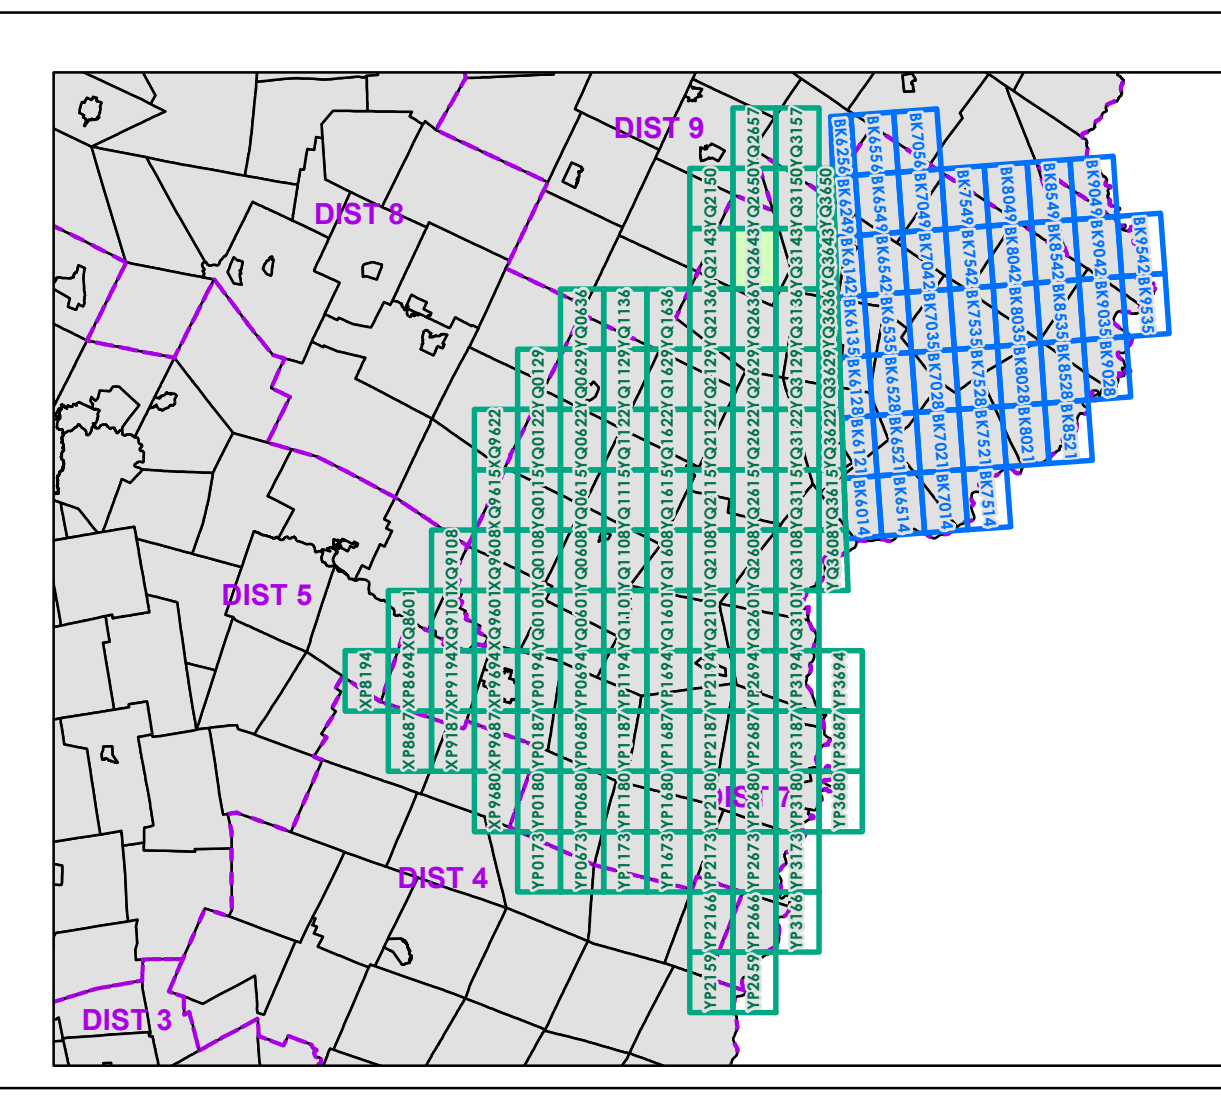 DIST 9
DIST 8
DIST 5
DIST 7
DIST 4
DIST 3
YQ2657 YQ3157
YQ2150 YQ2650 YQ3150 YQ3650
YQ2143 YQ2643 YQ3143 YQ3643
YQ0636 YQ1136 YQ1636 YQ2136 YQ2636 YQ3136 YQ3636
YQ0129 YQ0629 YQ1129 YQ1629 YQ2129 YQ2629 YQ3129 YQ3629
XQ9622 YQ0122 YQ0622 YQ1122 YQ1622 YQ2122 YQ2622 YQ3122 YQ3622
XQ9615 YQ0115 YQ0615 YQ1115 YQ1615 YQ2115 YQ2615 YQ3115 YQ3615
XQ9108 XQ9608 YQ0108 YQ0608 YQ1108 YQ1608 YQ2108 YQ2608 YQ3108 YQ3608
XQ8601 XQ9101 XQ9601 YQ0101 YQ0601 YQ1101 YQ1601 YQ2101 YQ2601 YQ3101
XP8194 XP8694 XP9194 XP9694 YP0194 YP0694 YP1194 YP1694 YP2194 YP2694 YP3194 YP3694
XP8687 XP9187 XP9687 YP0187 YP0687 YP1187 YP1687 YP2187 YP2687 YP3187 YP3687
XP9680 YP0180 YP0680 YP1180 YP1680 YP2180 YP2680 YP3180 YP3680
YP0173 YP0673 YP1173 YP1673 YP2173 YP2673 YP3173
YP2166 YP2666 YP3166
YP2159 YP2659
BK6256 BK6556 BK7056
BK6249 BK6549 BK7049 BK7549 BK8049 BK8549 BK9049
BK6142 BK6542 BK7042 BK7542 BK8042 BK8542 BK9042 BK9542
BK6135 BK6535 BK7035 BK7535 BK8035 BK8535 BK9035 BK9535
BK6128 BK6528 BK7028 BK7528 BK8028 BK8528 BK9028
BK6121 BK6521 BK7021 BK7521 BK8021 BK8521
BK6014 BK6514 BK7014 BK7514